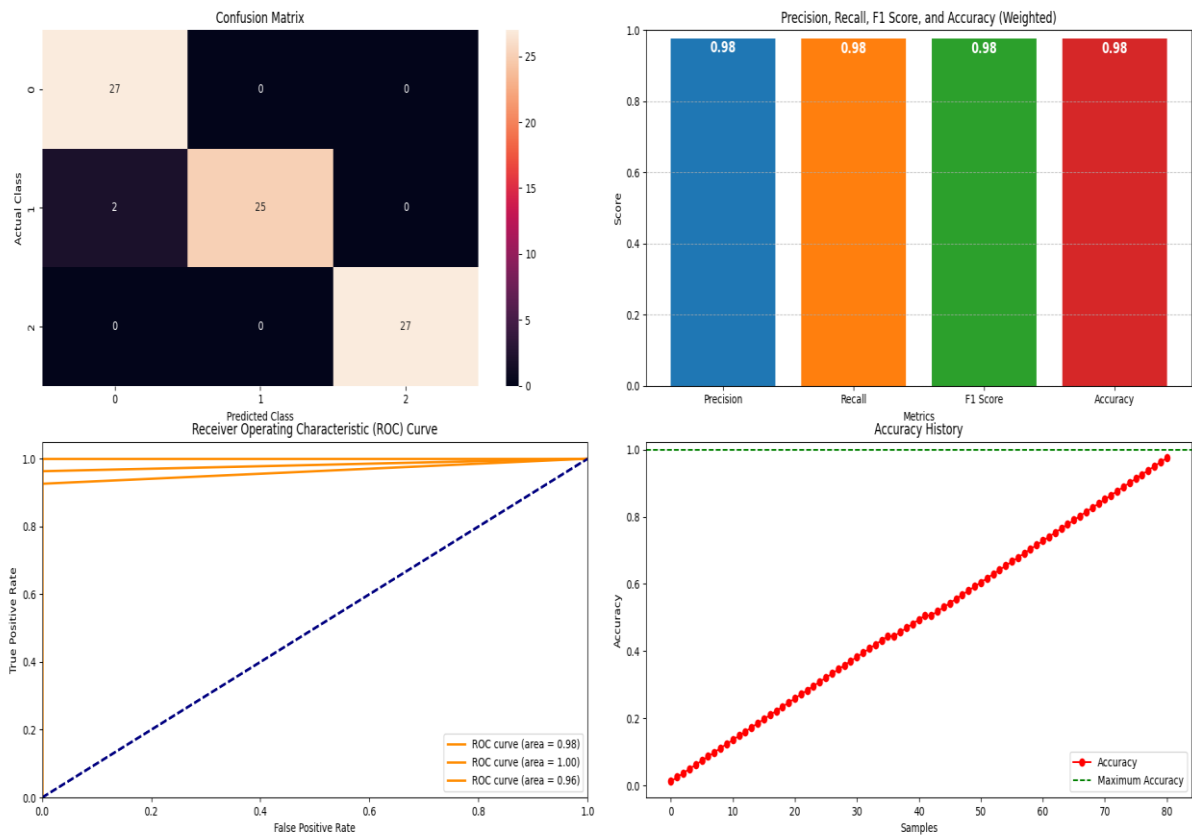 Confusion Matrix
Actual Class
0
1
2
27 0 0
2 25 0
0 0 27
0 1 2
Predicted Class
25
20
15
10
5
0
Precision, Recall, F1 Score, and Accuracy (Weighted)
Score
1.0
0.8
0.6
0.4
0.2
0.0
0.98 0.98 0.98 0.98
Precision Recall F1 Score Accuracy
Metrics
Receiver Operating Characteristic (ROC) Curve
True Positive Rate
1.0
0.8
0.6
0.4
0.2
0.0
ROC curve (area = 0.98)
ROC curve (area = 1.00)
ROC curve (area = 0.96)
0.0 0.2 0.4 0.6 0.8 1.0
False Positive Rate
Accuracy History
Accuracy
1.0
0.8
0.6
0.4
0.2
0.0
Accuracy
Maximum Accuracy
0 10 20 30 40 50 60 70 80
Samples